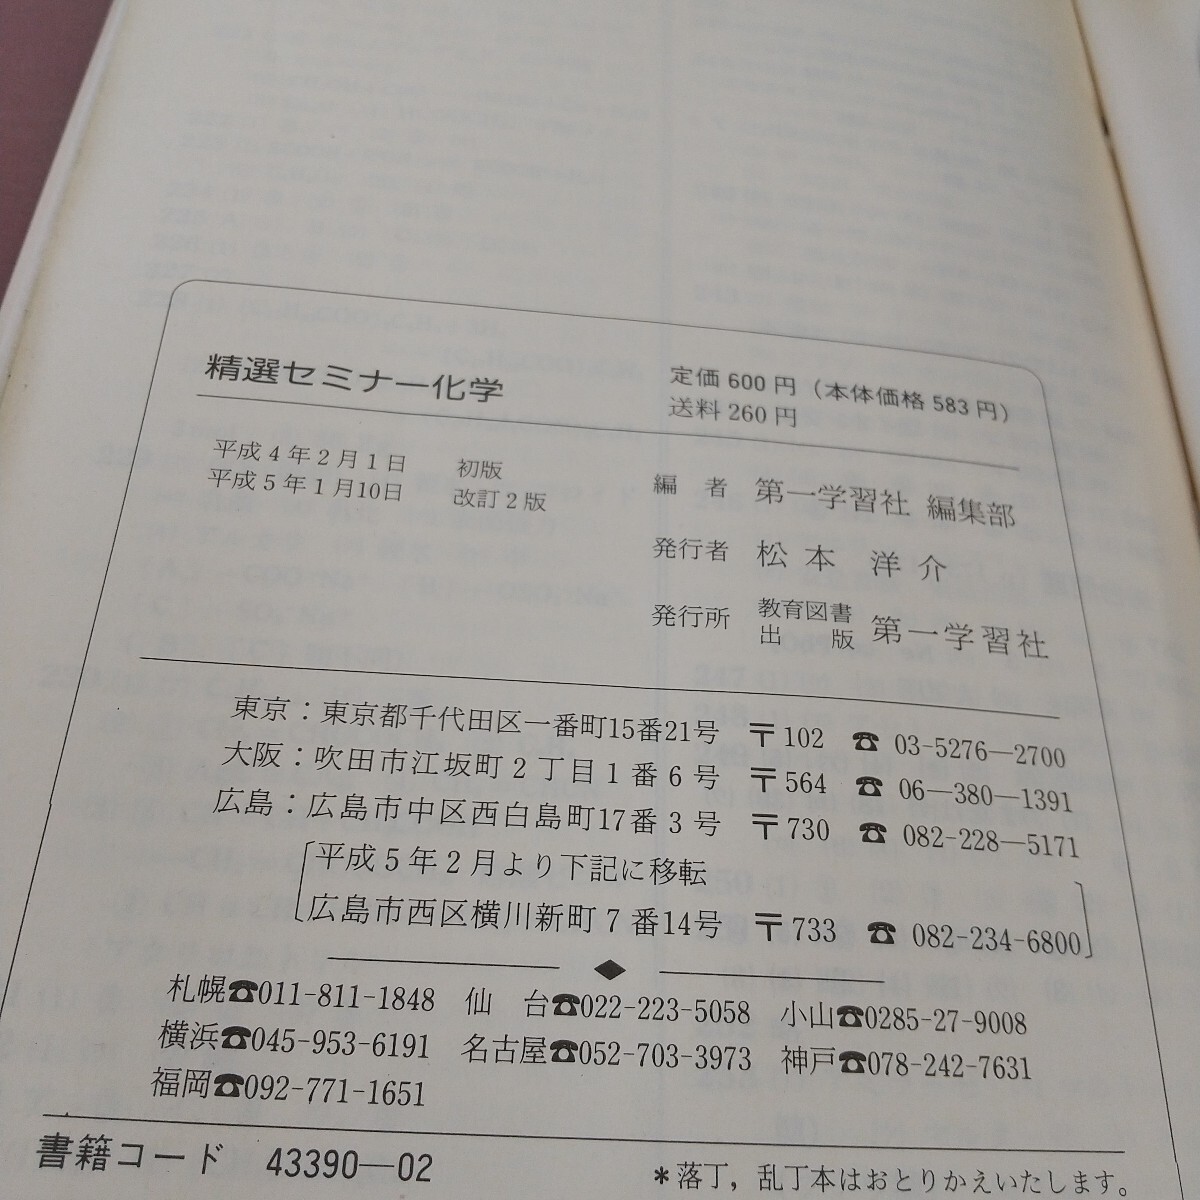 精選セミナー化学
定価 600 円（本体価格 583 円）
送料 260 円
平成 4 年 2 月 1 日 初版
平成 5 年 1 月10日 改訂 2 版
編 者 第一学習社 編集部
発行者 松 本 洋 介
発行所 教育図書出版 第一学習社
東京：東京都千代田区一番町15番21号 〒102 ☎ 03-5276—2700
大阪：吹田市江坂町 2 丁目 1 番 6 号 〒564 ☎ 06—380—1391
広島：広島市中区西白島町17番 3 号 〒730 ☎ 082-228—5171
平成 5 年 2 月より下記に移転
広島市西区横川新町 7 番14号 〒733 ☎ 082-234-6800
札幌☎011-811-1848 仙 台☎022-223-5058 小山☎0285-27-9008
横浜☎045-953-6191 名古屋☎052-703-3973 神戸☎078-242-7631
福岡☎092-771-1651
書籍コード 43390—02
＊落丁，乱丁本はおとりかえいたします。